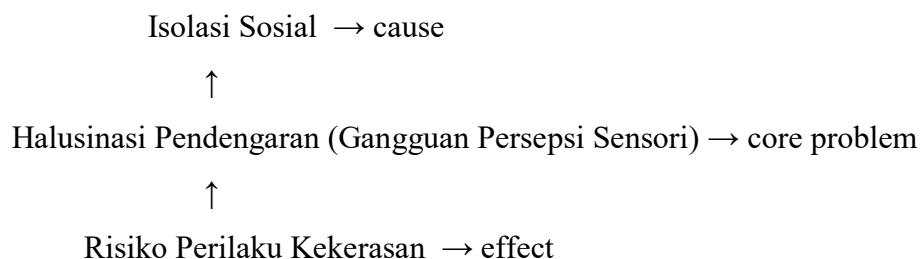 Isolasi Sosial → cause
↑
Halusinasi Pendengaran (Gangguan Persepsi Sensori) → core problem
↑
Risiko Perilaku Kekerasan → effect